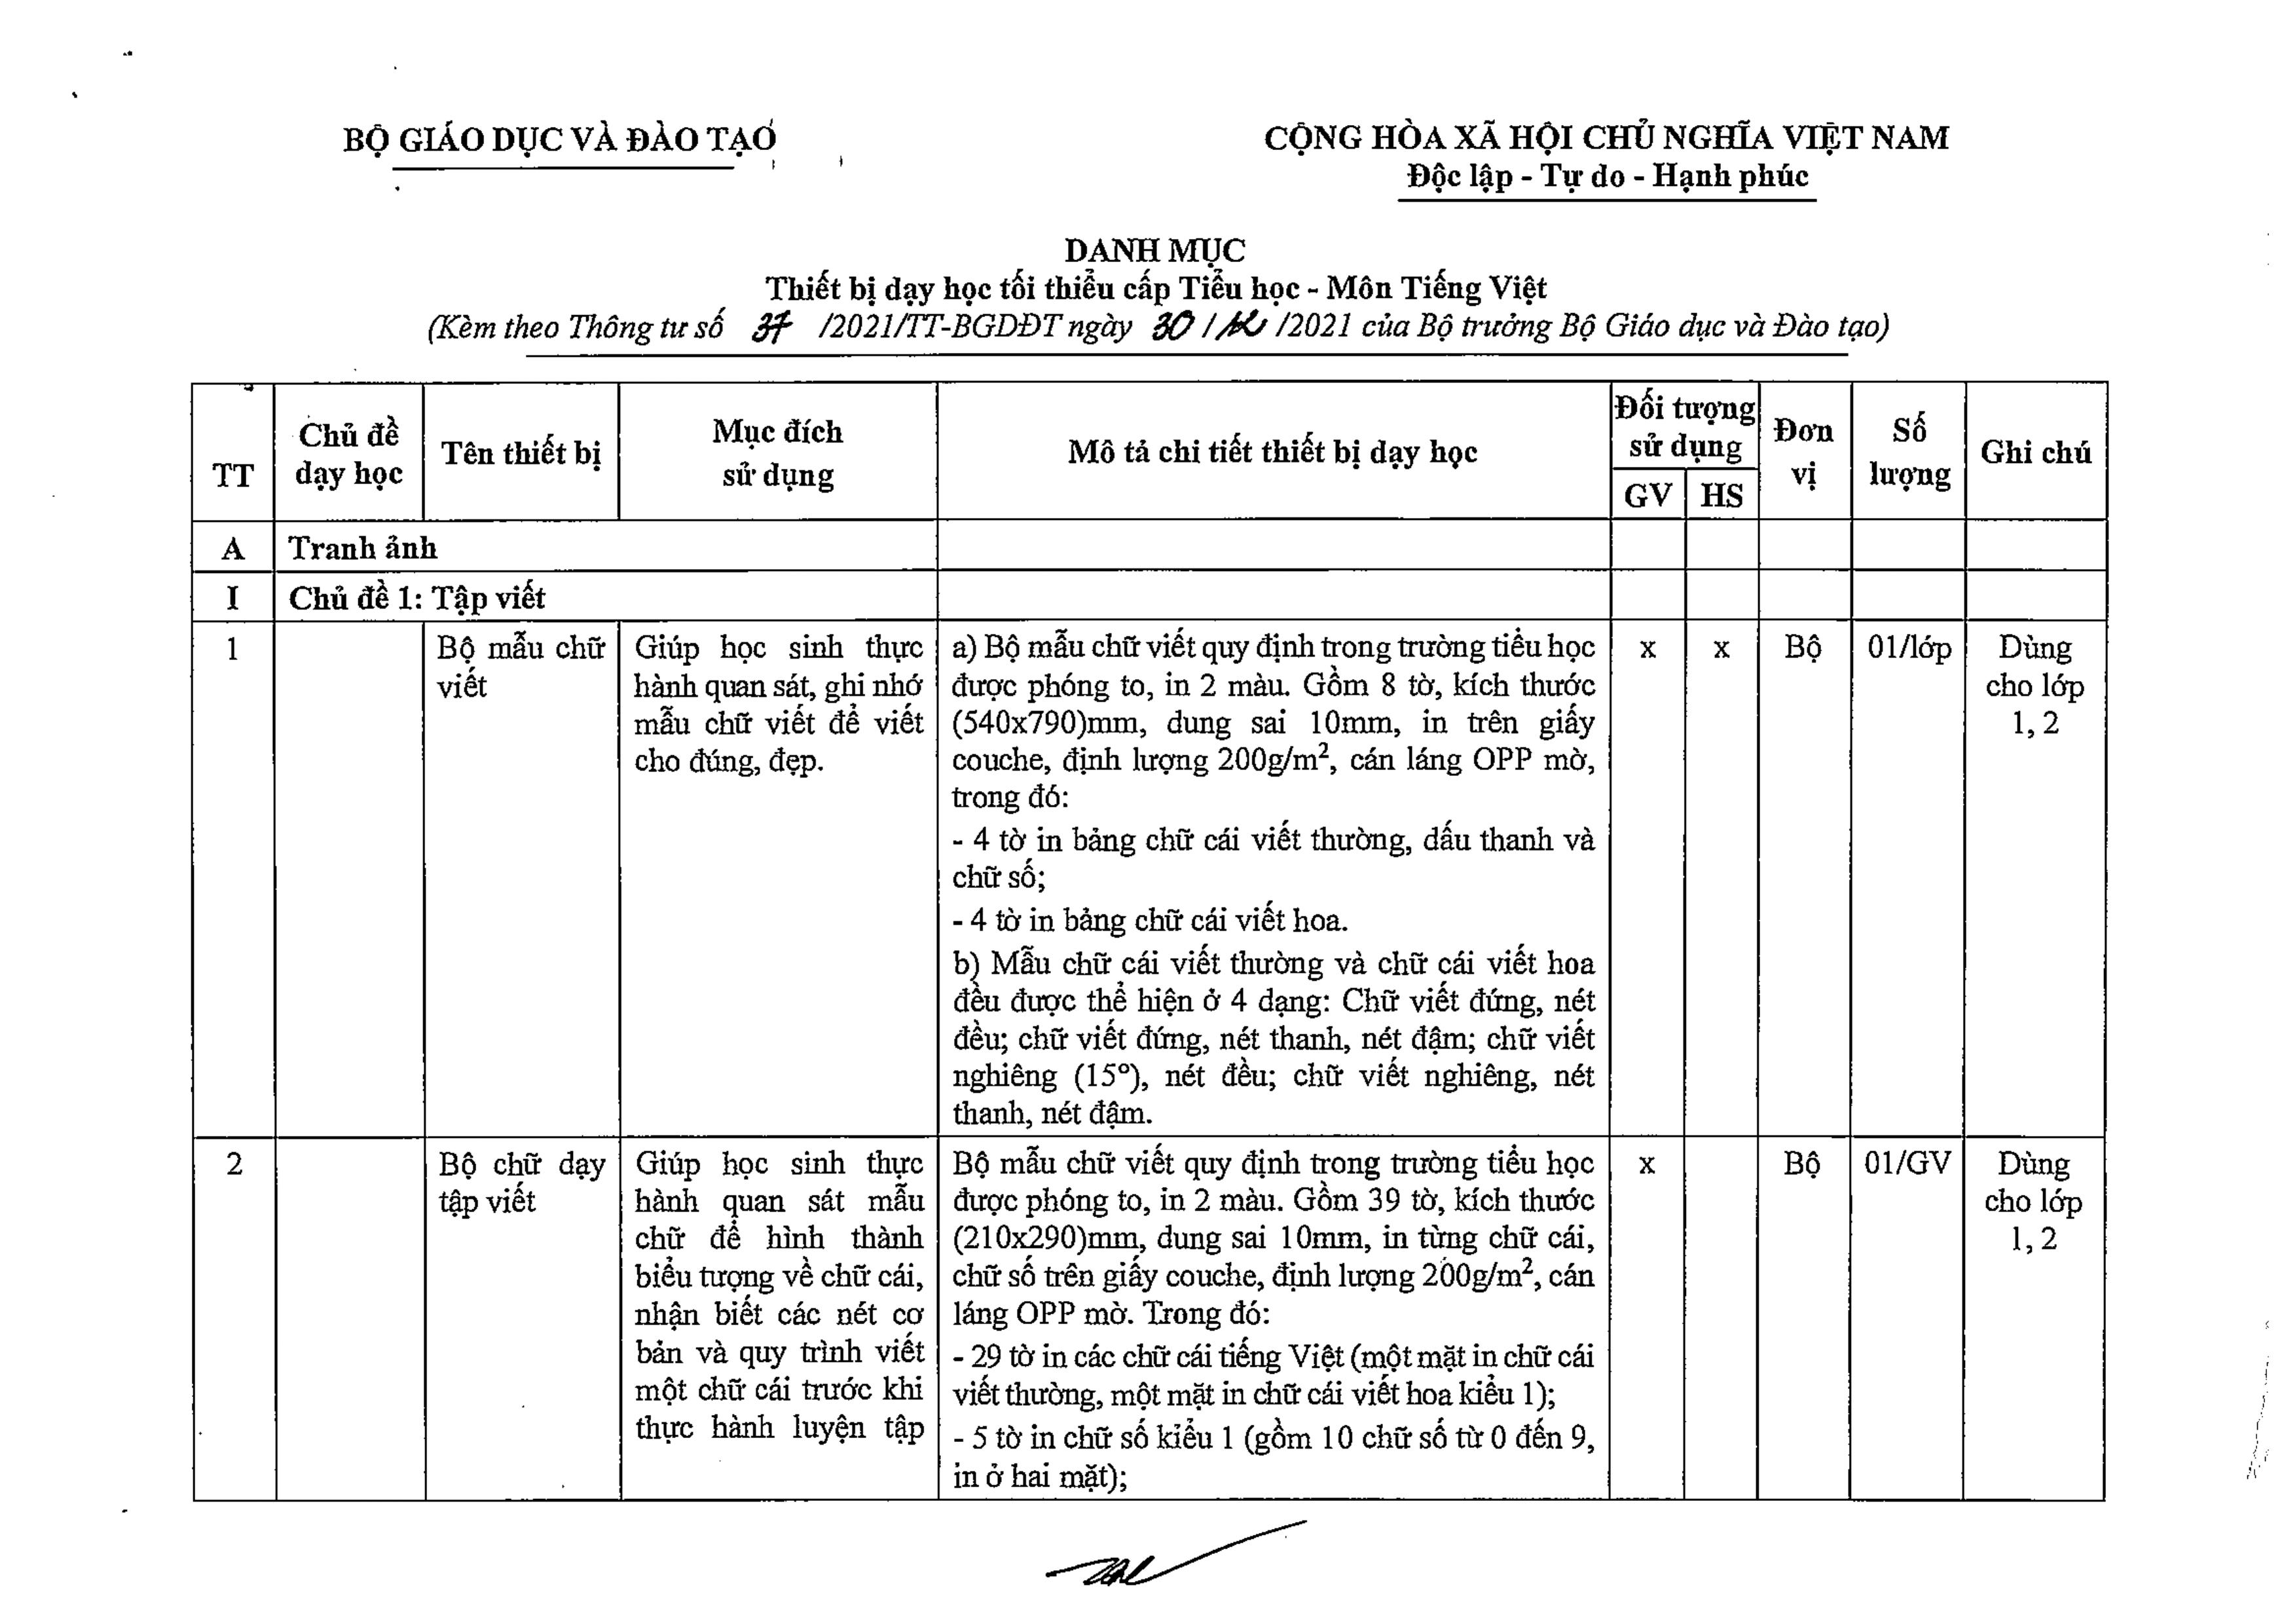 BỘ GIÁO DỤC VÀ ĐÀO TẠO
CỘNG HÒA XÃ HỘI CHỦ NGHĨA VIỆT NAM
Độc lập - Tự do - Hạnh phúc
DANH MỤC
Thiết bị dạy học tối thiểu cấp Tiểu học - Môn Tiếng Việt
(Kèm theo Thông tư số 37 /2021/TT-BGDĐT ngày 30 / 12 /2021 của Bộ trưởng Bộ Giáo dục và Đào tạo)
TT
Chủ đề
dạy học
Tên thiết bị
Mục đích
sử dụng
Mô tả chi tiết thiết bị dạy học
Đối tượng
sử dụng
GV
HS
Đơn
vị
Số
lượng
Ghi chú
A
Tranh ảnh
I
Chủ đề 1: Tập viết
1
Bộ mẫu chữ
viết
Giúp học sinh thực
hành quan sát, ghi nhớ
mẫu chữ viết để viết
cho đúng, đẹp.
a) Bộ mẫu chữ viết quy định trong trường tiểu học
được phóng to, in 2 màu. Gồm 8 tờ, kích thước
(540x790)mm, dung sai 10mm, in trên giấy
couche, định lượng 200g/m², cán láng OPP mờ,
trong đó:
- 4 tờ in bảng chữ cái viết thường, dấu thanh và
chữ số;
- 4 tờ in bảng chữ cái viết hoa.
b) Mẫu chữ cái viết thường và chữ cái viết hoa
đều được thể hiện ở 4 dạng: Chữ viết đứng, nét
đều; chữ viết đứng, nét thanh, nét đậm; chữ viết
nghiêng (15°), nét đều; chữ viết nghiêng, nét
thanh, nét đậm.
x
x
Bộ
01/lớp
Dùng
cho lớp
1, 2
2
Bộ chữ dạy
tập viết
Giúp học sinh thực
hành quan sát mẫu
chữ để hình thành
biểu tượng về chữ cái,
nhận biết các nét cơ
bản và quy trình viết
một chữ cái trước khi
thực hành luyện tập
Bộ mẫu chữ viết quy định trong trường tiểu học
được phóng to, in 2 màu. Gồm 39 tờ, kích thước
(210x290)mm, dung sai 10mm, in từng chữ cái,
chữ số trên giấy couche, định lượng 200g/m², cán
láng OPP mờ. Trong đó:
- 29 tờ in các chữ cái tiếng Việt (một mặt in chữ cái
viết thường, một mặt in chữ cái viết hoa kiểu 1);
- 5 tờ in chữ số kiểu 1 (gồm 10 chữ số từ 0 đến 9,
in ở hai mặt);
x
Bộ
01/GV
Dùng
cho lớp
1, 2